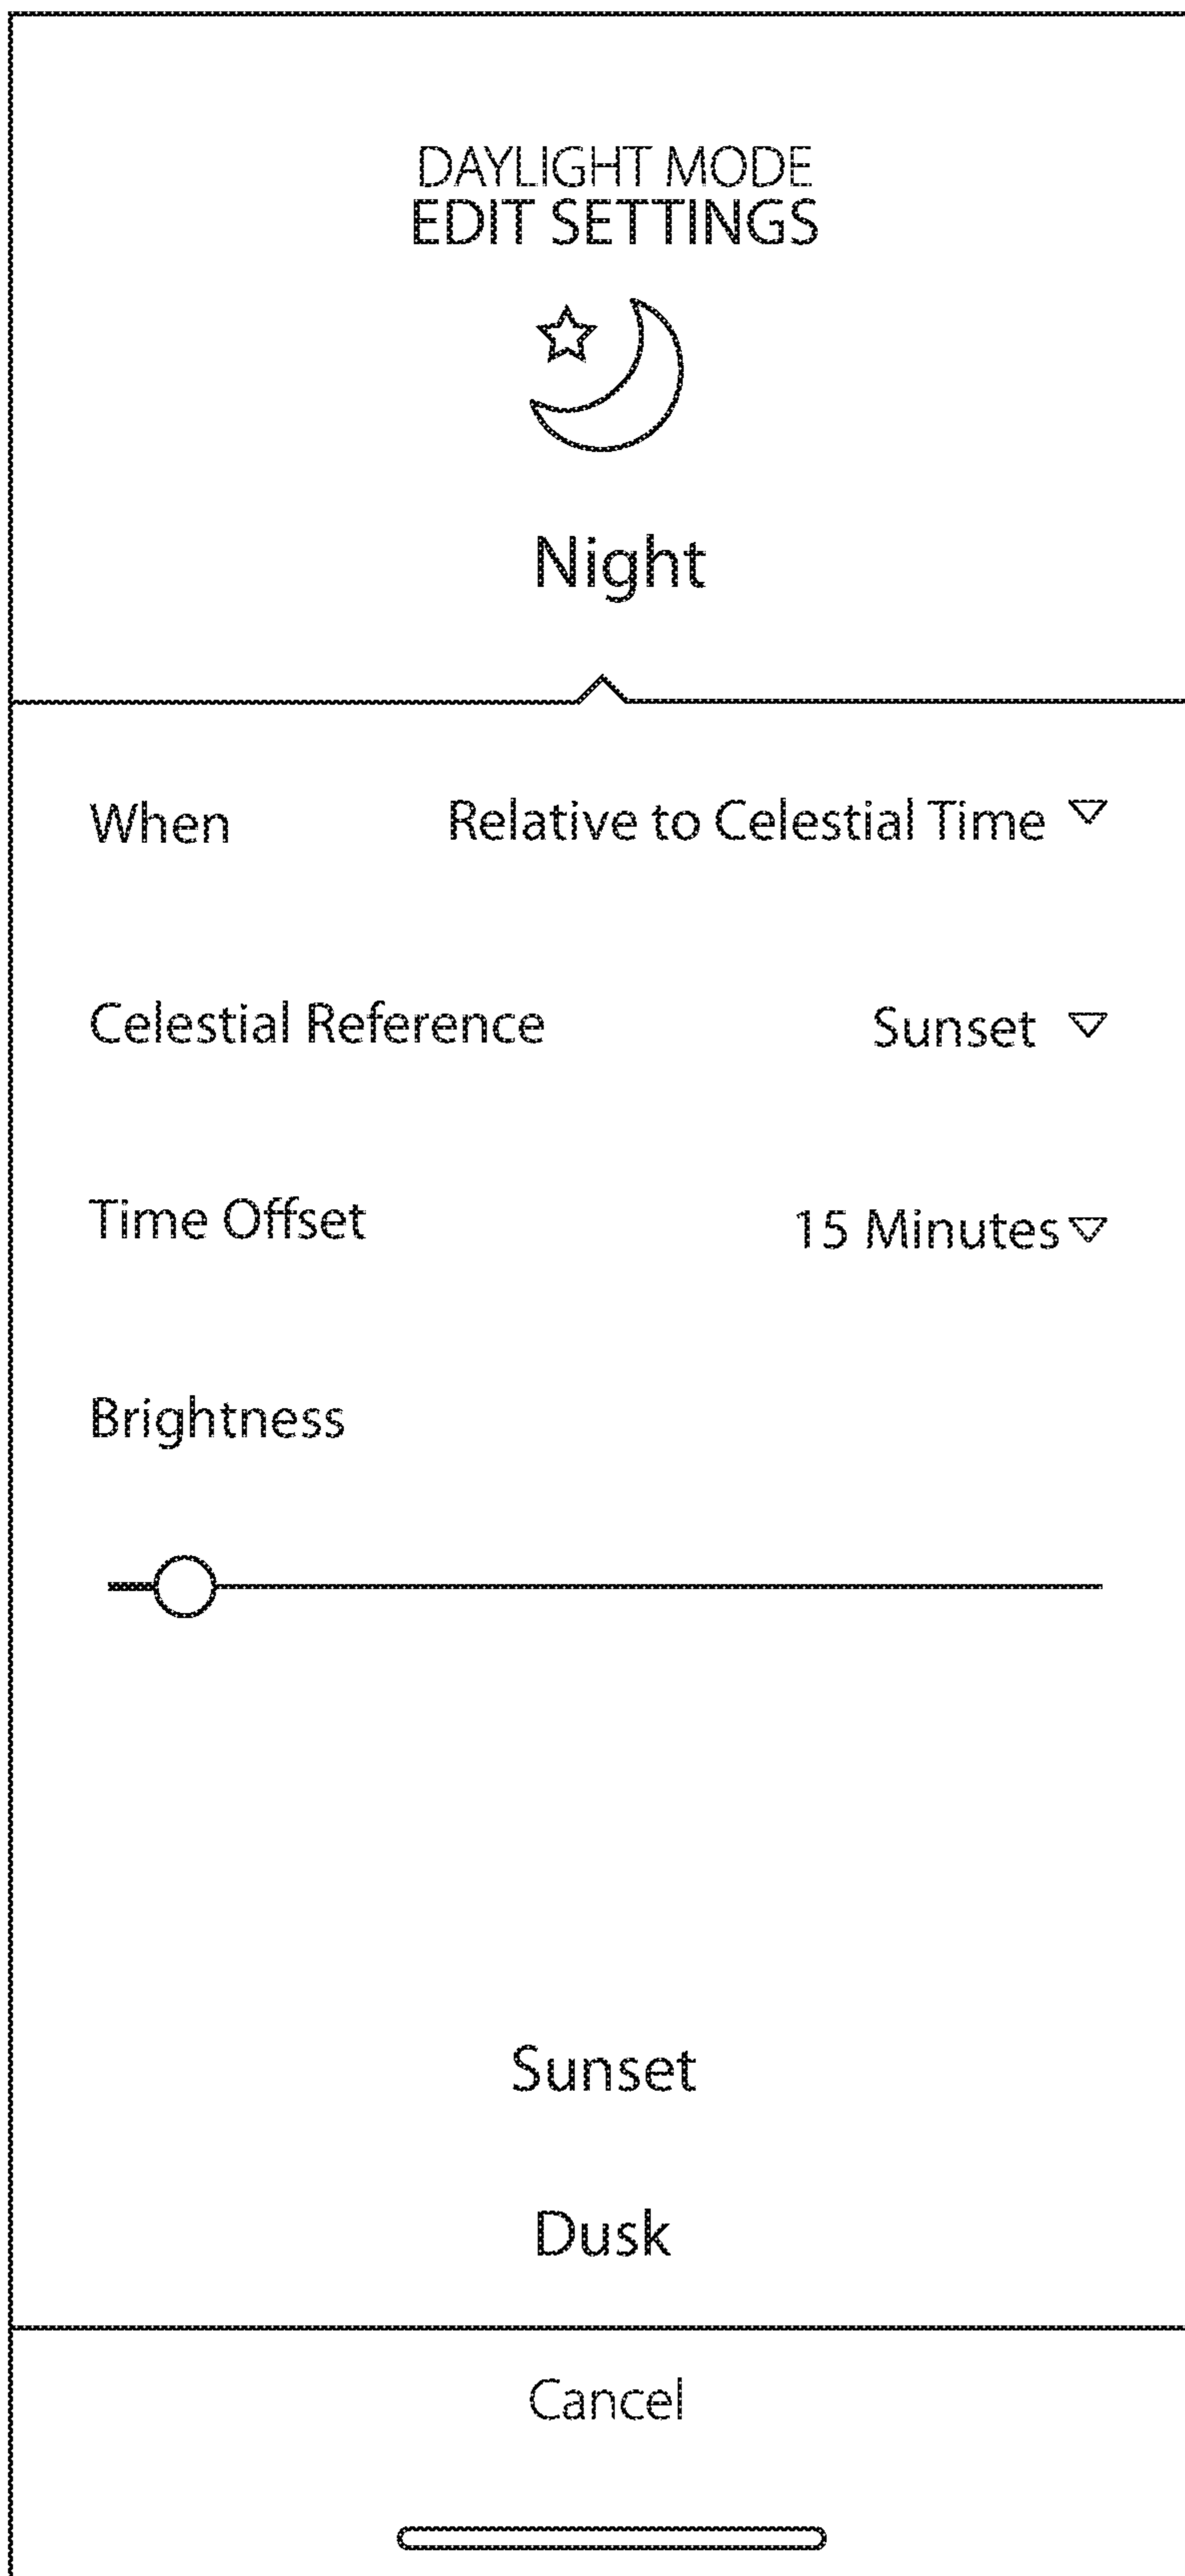 DAYLIGHT MODE
EDIT SETTINGS
Night
When Relative to Celestial Time
Celestial Reference Sunset
Time Offset 15 Minutes
Brightness
Sunset
Dusk
Cancel